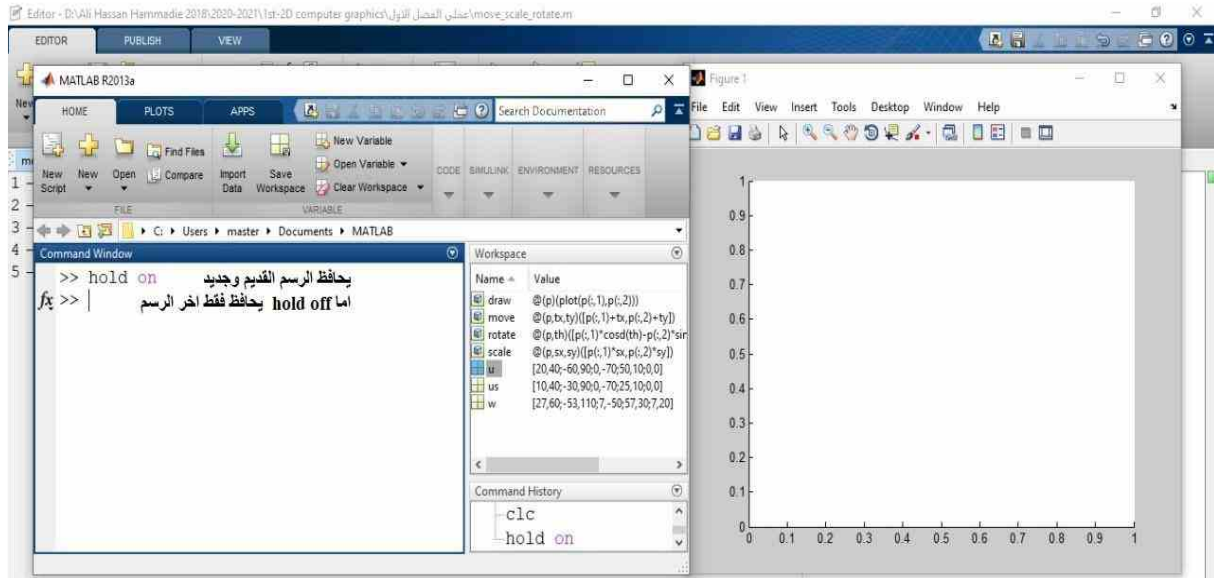 Editor - D:\Ali Hassan Hammadie 2018\2020-2021\1st-2D computer graphics\عملي الفصل الاول\move_scale_rotate.m
EDITOR PUBLISH VIEW
MATLAB R2013a
HOME PLOTS APPS Search Documentation
New Script New Open Find Files Compare Import Data Save Workspace New Variable Open Variable Clear Workspace CODE SIMULINK ENVIRONMENT RESOURCES
FILE VARIABLE
C: Users master Documents MATLAB
Command Window
>> hold on يحافظ الرسم القديم وجديد
fx >> اما hold off يحافظ فقط اخر الرسم
Workspace
Name Value
draw @(p)(plot(p(:,1),p(:,2)))
move @(p,tx,ty)([p(:,1)+tx,p(:,2)+ty])
rotate @(p,th)([p(:,1)*cosd(th)-p(:,2)*sin
scale @(p,sx,sy)([p(:,1)*sx,p(:,2)*sy])
u [20,40;-60,90;0,-70;50,10;0,0]
us [10,40;-30,90;0,-70;25,10;0,0]
w [27,60;-53,110;7,-50;57,30;7,20]
Command History
clc
hold on
New
1
2
3
4
5
Figure 1
File Edit View Insert Tools Desktop Window Help
1
0.9
0.8
0.7
0.6
0.5
0.4
0.3
0.2
0.1
0
0 0.1 0.2 0.3 0.4 0.5 0.6 0.7 0.8 0.9 1